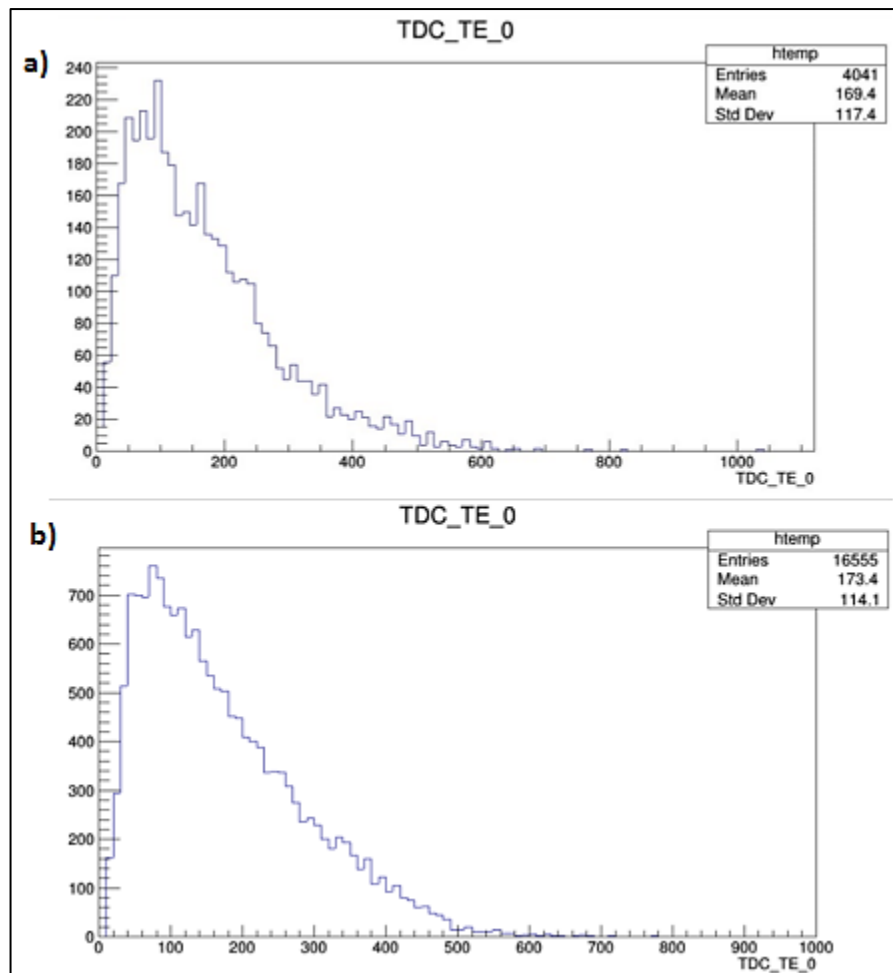 TDC_TE_0
a)
htemp
Entries 4041
Mean 169.4
Std Dev 117.4
240
220
200
180
160
140
120
100
80
60
40
20
0
0 200 400 600 800 1000
TDC_TE_0
TDC_TE_0
b)
htemp
Entries 16555
Mean 173.4
Std Dev 114.1
700
600
500
400
300
200
100
0
0 100 200 300 400 500 600 700 800 900 1000
TDC_TE_0